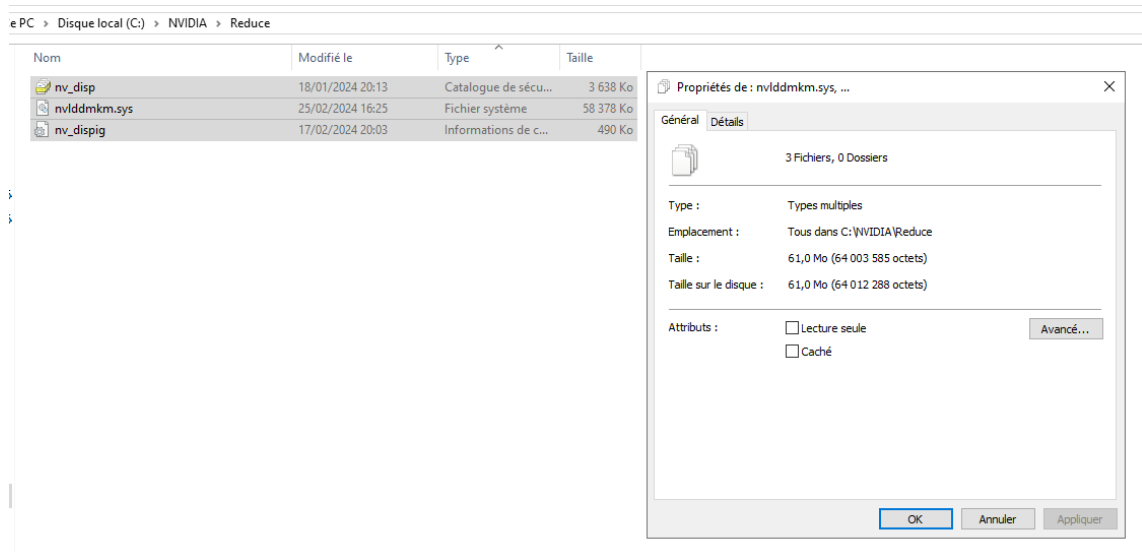 e PC > Disque local (C:) > NVIDIA > Reduce
Nom Modifié le Type Taille
nv_disp 18/01/2024 20:13 Catalogue de sécu... 3 638 Ko
nvlddmkm.sys 25/02/2024 16:25 Fichier système 58 378 Ko
nv_dispig 17/02/2024 20:03 Informations de c... 490 Ko
Propriétés de : nvlddmkm.sys, ...
Général Détails
3 Fichiers, 0 Dossiers
Type : Types multiples
Emplacement : Tous dans C:\NVIDIA\Reduce
Taille : 61,0 Mo (64 003 585 octets)
Taille sur le disque : 61,0 Mo (64 012 288 octets)
Attributs : Lecture seule Avancé...
Caché
OK Annuler Appliquer